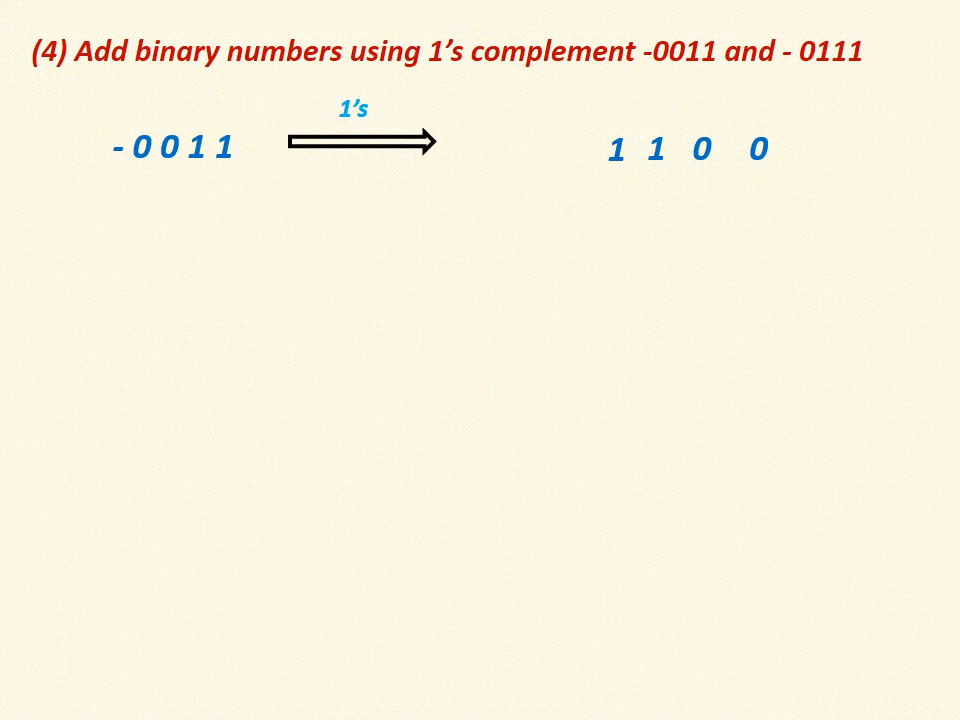 (4) Add binary numbers using 1’s complement -0011 and - 0111
1’s
- 0 0 1 1 1 1 0 0